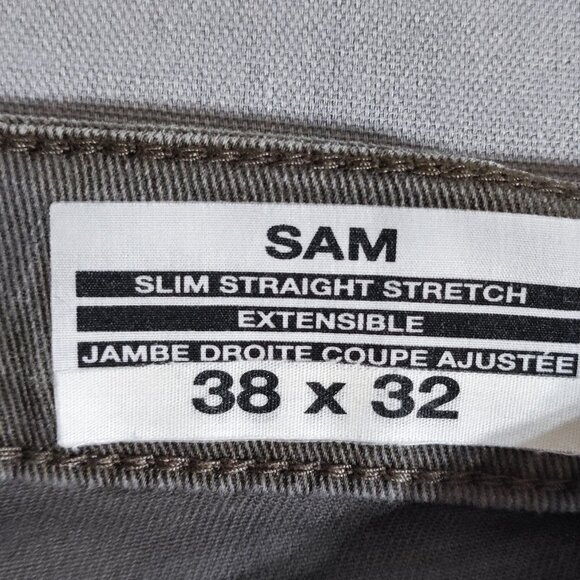 SAM
SLIM STRAIGHT STRETCH
EXTENSIBLE
JAMBE DROITE COUPE AJUSTÉE
38 x 32